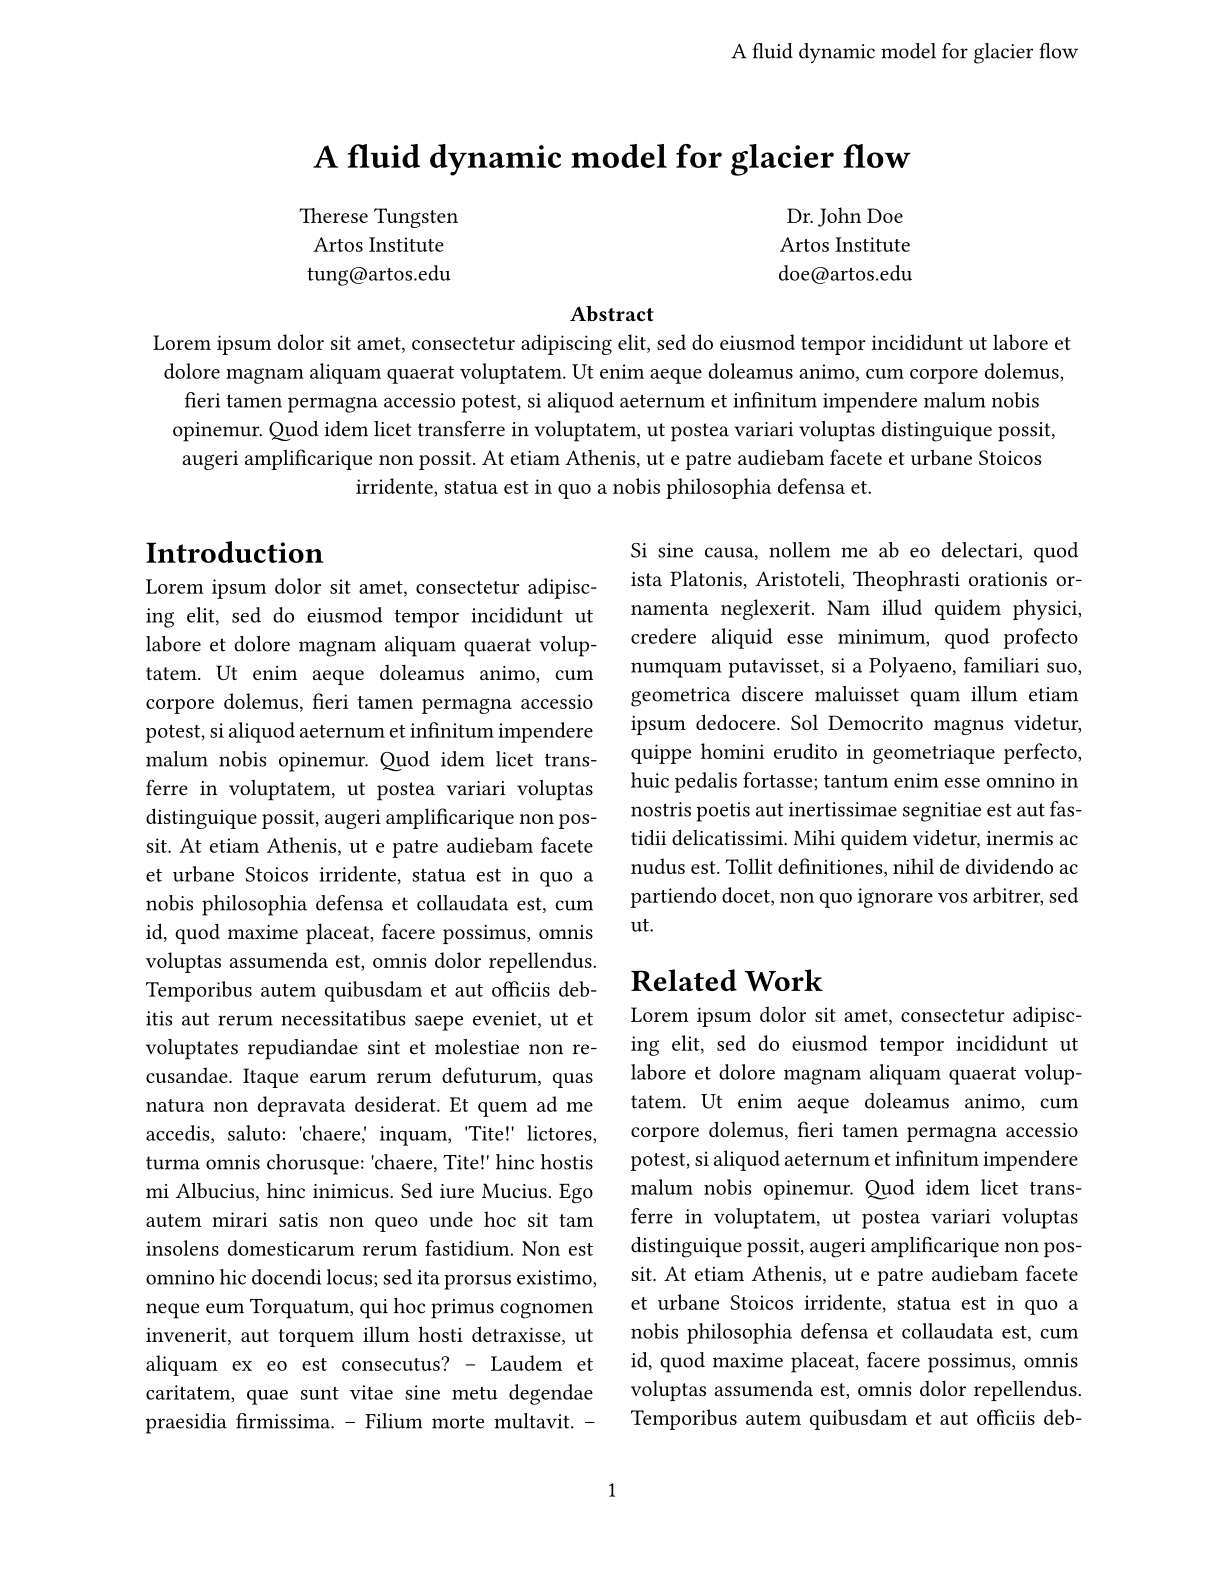 A fluid dynamic model for glacier flow
A fluid dynamic model for glacier flow
Therese Tungsten
Artos Institute
tung@artos.edu
Dr. John Doe
Artos Institute
doe@artos.edu
Abstract
Lorem ipsum dolor sit amet, consectetur adipiscing elit, sed do eiusmod tempor incididunt ut labore et
dolore magnam aliquam quaerat voluptatem. Ut enim aeque doleamus animo, cum corpore dolemus,
fieri tamen permagna accessio potest, si aliquod aeternum et infinitum impendere malum nobis
opinemur. Quod idem licet transferre in voluptatem, ut postea variari voluptas distinguique possit,
augeri amplificarique non possit. At etiam Athenis, ut e patre audiebam facete et urbane Stoicos
irridente, statua est in quo a nobis philosophia defensa et.
Introduction
Lorem ipsum dolor sit amet, consectetur adipisc-
ing elit, sed do eiusmod tempor incididunt ut
labore et dolore magnam aliquam quaerat volup-
tatem. Ut enim aeque doleamus animo, cum
corpore dolemus, fieri tamen permagna accessio
potest, si aliquod aeternum et infinitum impendere
malum nobis opinemur. Quod idem licet trans-
ferre in voluptatem, ut postea variari voluptas
distinguique possit, augeri amplificarique non pos-
sit. At etiam Athenis, ut e patre audiebam facete
et urbane Stoicos irridente, statua est in quo a
nobis philosophia defensa et collaudata est, cum
id, quod maxime placeat, facere possimus, omnis
voluptas assumenda est, omnis dolor repellendus.
Temporibus autem quibusdam et aut officiis deb-
itis aut rerum necessitatibus saepe eveniet, ut et
voluptates repudiandae sint et molestiae non re-
cusandae. Itaque earum rerum defuturum, quas
natura non depravata desiderat. Et quem ad me
accedis, saluto: 'chaere,' inquam, 'Tite!' lictores,
turma omnis chorusque: 'chaere, Tite!' hinc hostis
mi Albucius, hinc inimicus. Sed iure Mucius. Ego
autem mirari satis non queo unde hoc sit tam
insolens domesticarum rerum fastidium. Non est
omnino hic docendi locus; sed ita prorsus existimo,
neque eum Torquatum, qui hoc primus cognomen
invenerit, aut torquem illum hosti detraxisse, ut
aliquam ex eo est consecutus? – Laudem et
caritatem, quae sunt vitae sine metu degendae
praesidia firmissima. – Filium morte multavit. –
Si sine causa, nollem me ab eo delectari, quod
ista Platonis, Aristoteli, Theophrasti orationis or-
namenta neglexerit. Nam illud quidem physici,
credere aliquid esse minimum, quod profecto
numquam putavisset, si a Polyaeno, familiari suo,
geometrica discere maluisset quam illum etiam
ipsum dedocere. Sol Democrito magnus videtur,
quippe homini erudito in geometriaque perfecto,
huic pedalis fortasse; tantum enim esse omnino in
nostris poetis aut inertissimae segnitiae est aut fas-
tidii delicatissimi. Mihi quidem videtur, inermis ac
nudus est. Tollit definitiones, nihil de dividendo ac
partiendo docet, non quo ignorare vos arbitrer, sed
ut.
Related Work
Lorem ipsum dolor sit amet, consectetur adipisc-
ing elit, sed do eiusmod tempor incididunt ut
labore et dolore magnam aliquam quaerat volup-
tatem. Ut enim aeque doleamus animo, cum
corpore dolemus, fieri tamen permagna accessio
potest, si aliquod aeternum et infinitum impendere
malum nobis opinemur. Quod idem licet trans-
ferre in voluptatem, ut postea variari voluptas
distinguique possit, augeri amplificarique non pos-
sit. At etiam Athenis, ut e patre audiebam facete
et urbane Stoicos irridente, statua est in quo a
nobis philosophia defensa et collaudata est, cum
id, quod maxime placeat, facere possimus, omnis
voluptas assumenda est, omnis dolor repellendus.
Temporibus autem quibusdam et aut officiis deb-
1